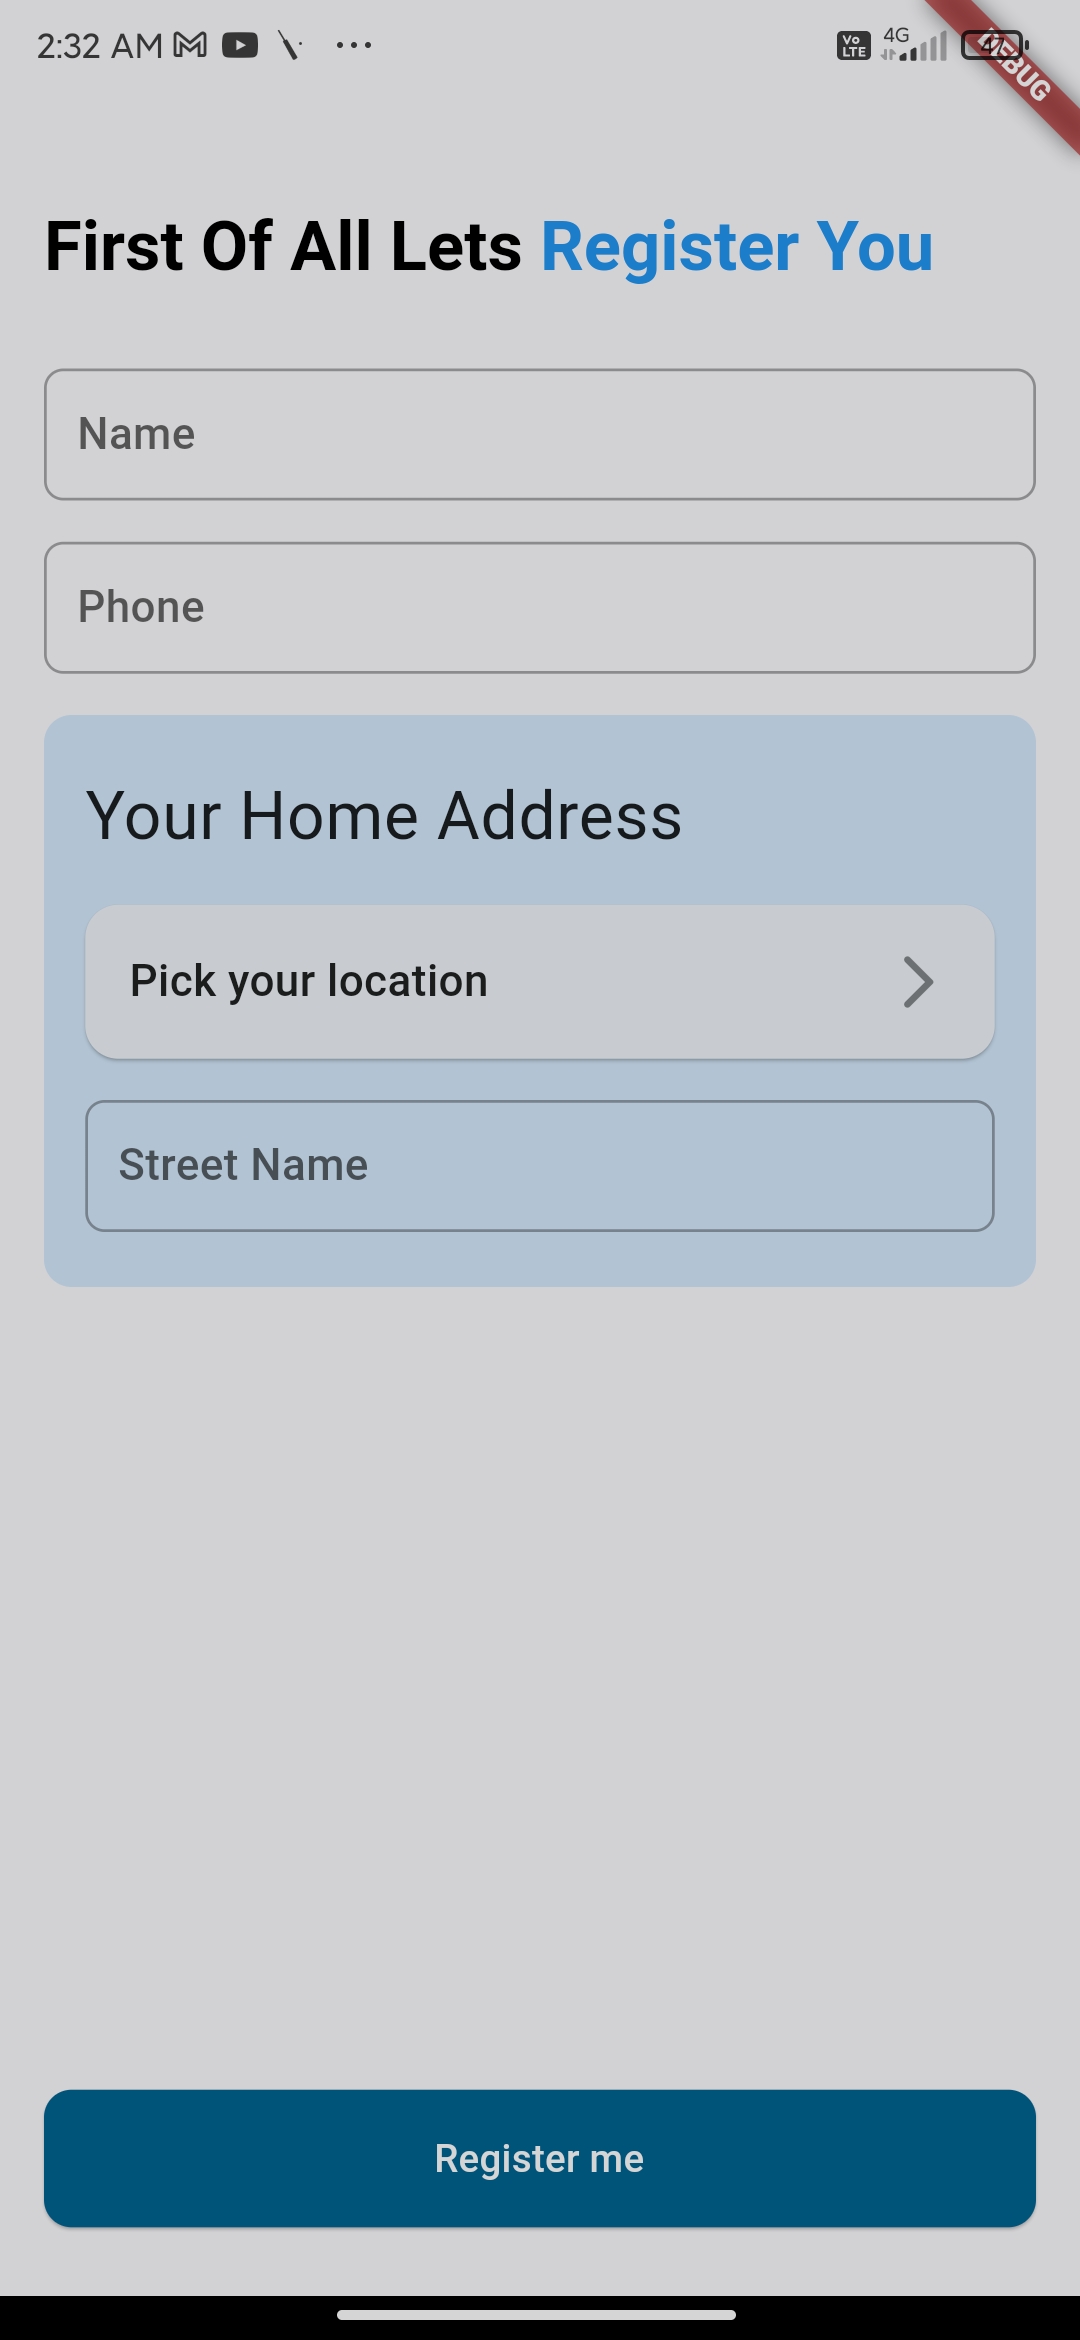 2:32 AM
Vo LTE
4G
47
DEBUG
First Of All Lets Register You
Name
Phone
Your Home Address
Pick your location
Street Name
Register me